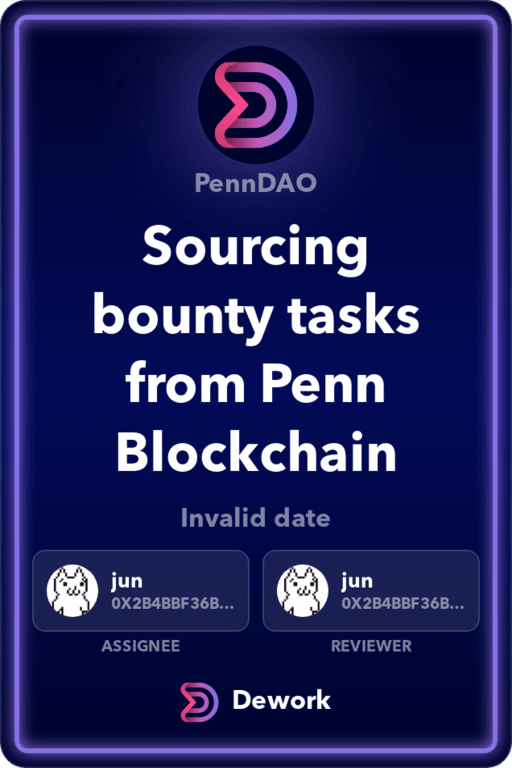 PennDAO
Sourcing
bounty tasks
from Penn
Blockchain
Invalid date
jun
0X2B4BBF36B...
ASSIGNEE
jun
0X2B4BBF36B...
REVIEWER
Dework